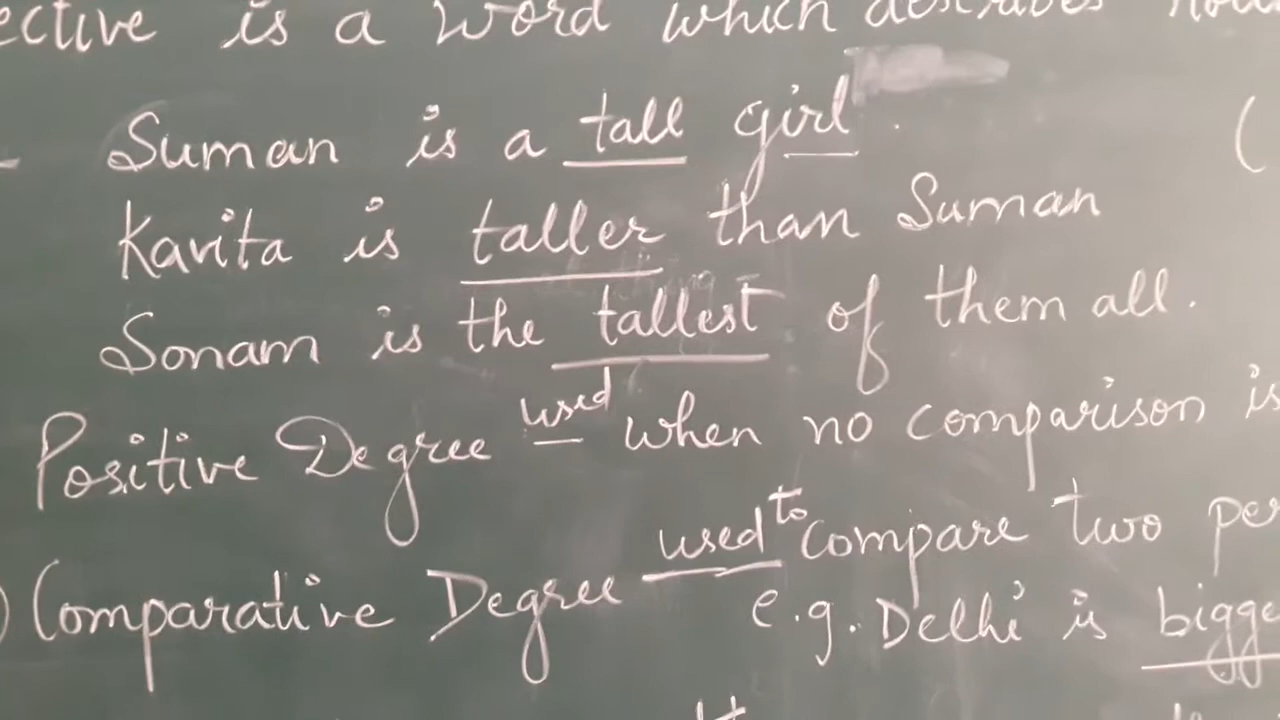 ective is a word which describes
Suman is a tall girl.
Kavita is taller than Suman
Sonam is the tallest of them all.
Positive Degree used when no comparison is
Comparative Degree used to compare two per
e.g. Delhi is bigge